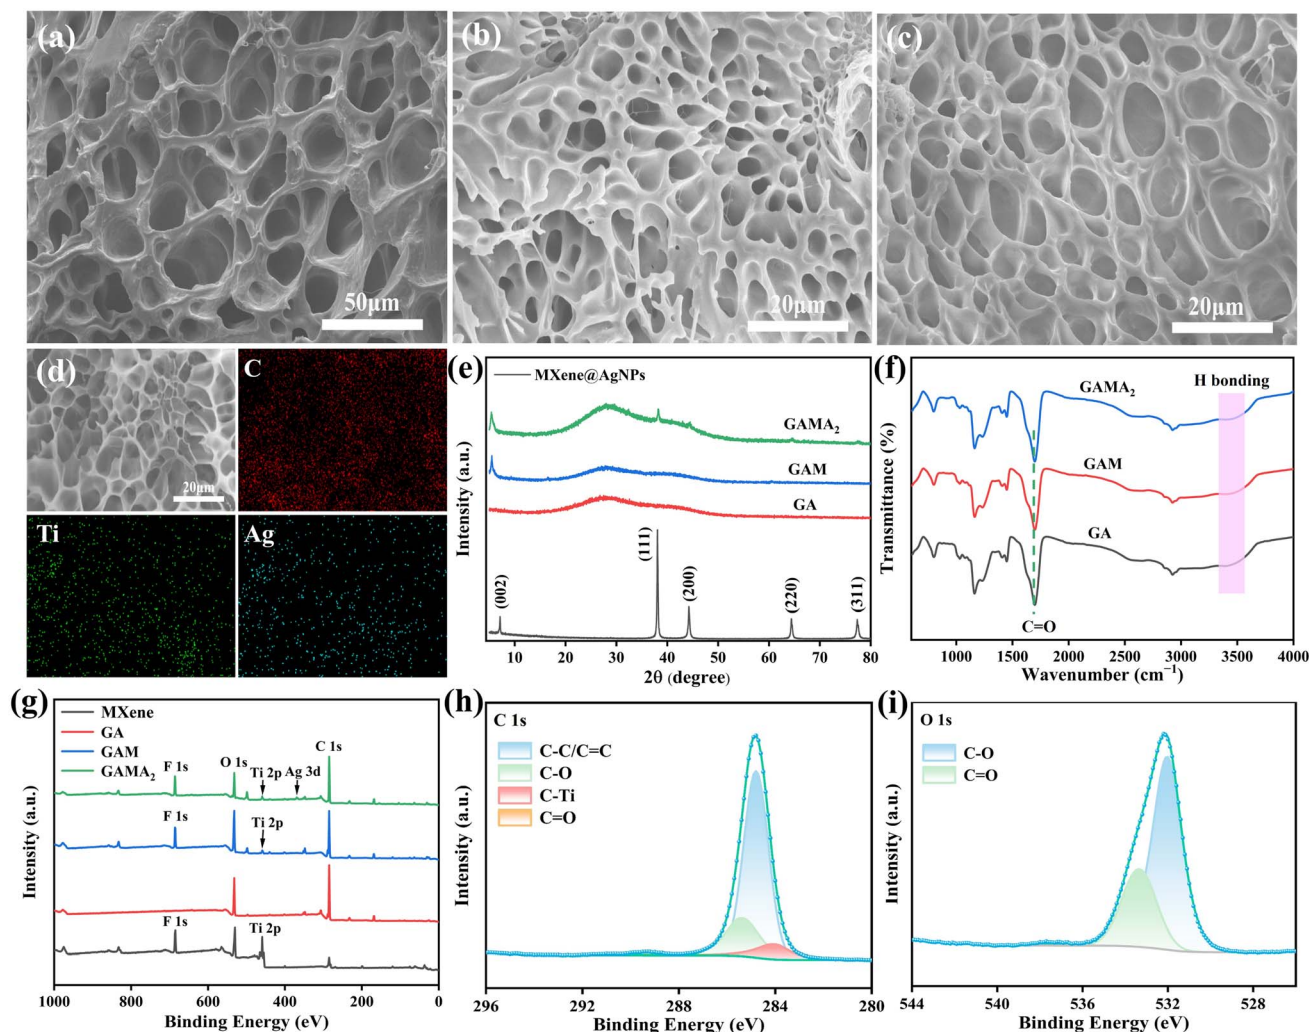 (a)
50μm
(b)
20μm
(c)
20μm
(d)
20μm
C
Ti
Ag
(e)
MXene@AgNPs
GAMA₂
GAM
GA
(002)
(111)
(200)
(220)
(311)
Intensity (a.u.)
10 20 30 40 50 60 70 80
2θ (degree)
(f)
H bonding
GAMA₂
GAM
GA
C=O
Transmittance (%)
1000 1500 2000 2500 3000 3500 4000
Wavenumber (cm⁻¹)
(g)
MXene
GA
GAM
GAMA₂
F 1s
O 1s
Ti 2p
Ag 3d
C 1s
F 1s
Ti 2p
F 1s
Ti 2p
Intensity (a.u.)
1000 800 600 400 200 0
Binding Energy (eV)
(h)
C 1s
C-C/C=C
C-O
C-Ti
C=O
Intensity (a.u.)
296 292 288 284 280
Binding Energy (eV)
(i)
O 1s
C-O
C=O
Intensity (a.u.)
544 540 536 532 528
Binding Energy (eV)